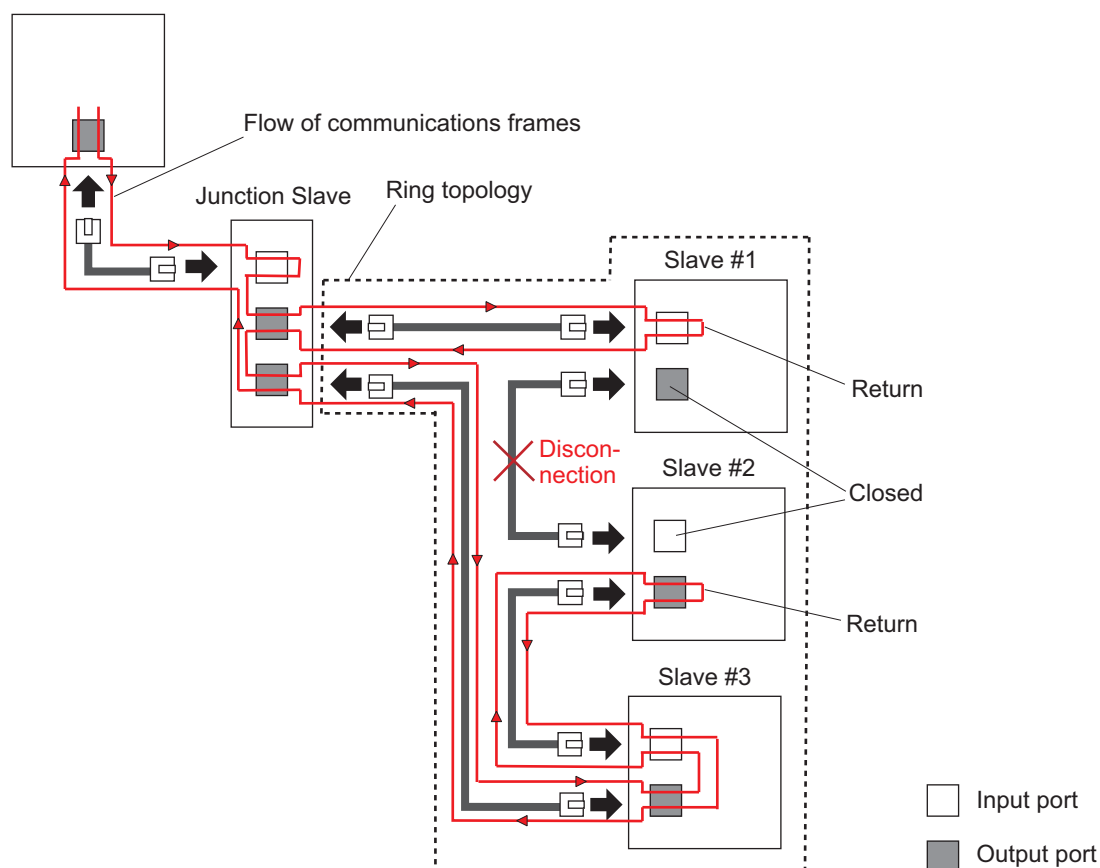 Flow of communications frames
Junction Slave
Ring topology
Slave #1
Return
Discon-
nection
Slave #2
Closed
Return
Slave #3
Input port
Output port